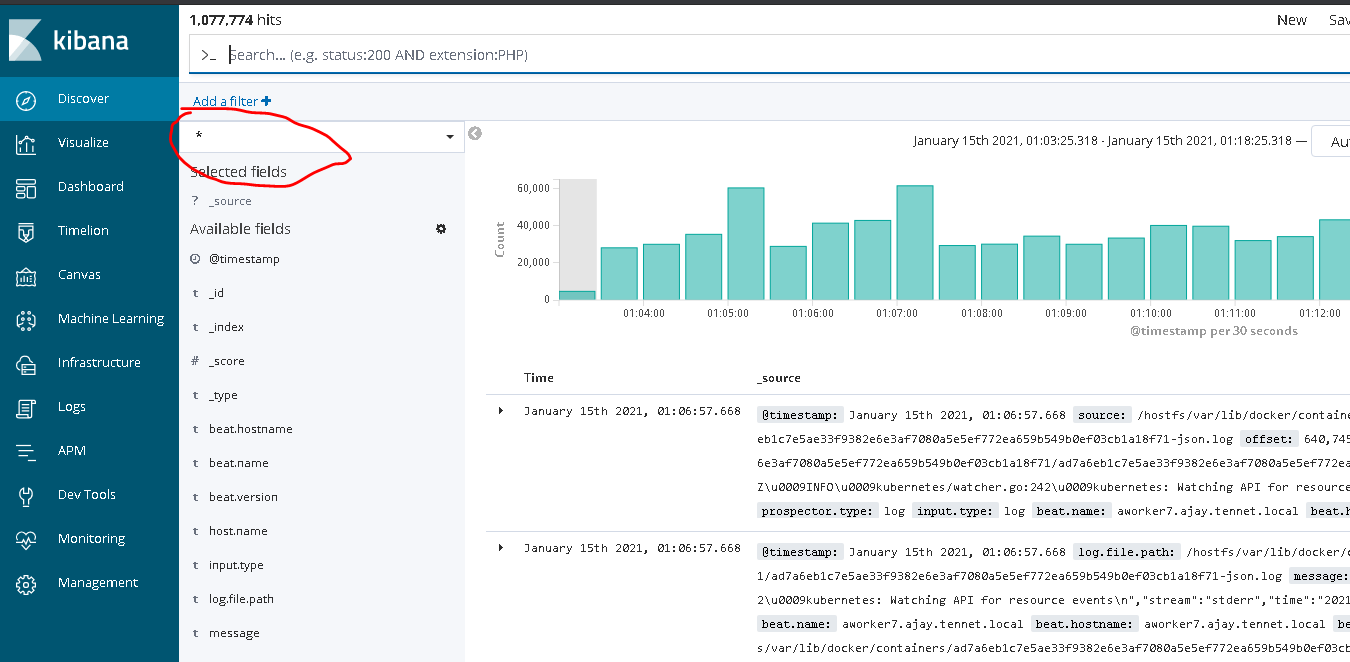 kibana
Discover
Visualize
Dashboard
Timelion
Canvas
Machine Learning
Infrastructure
Logs
APM
Dev Tools
Monitoring
Management
1,077,774 hits
New Sav
>_ Search... (e.g. status:200 AND extension:PHP)
Add a filter +
*
Selected fields
? _source
Available fields
@timestamp
t _id
t _index
# _score
t _type
t beat.hostname
t beat.name
t beat.version
t host.name
t input.type
t log.file.path
t message
January 15th 2021, 01:03:25.318 - January 15th 2021, 01:18:25.318 — Au
Count
60,000
40,000
20,000
0
01:04:00 01:05:00 01:06:00 01:07:00 01:08:00 01:09:00 01:10:00 01:11:00 01:12:00
@timestamp per 30 seconds
Time _source
January 15th 2021, 01:06:57.668 @timestamp: January 15th 2021, 01:06:57.668 source: /hostfs/var/lib/docker/containe
eb1c7e5ae33f9382e6e3af7080a5e5ef772ea659b549b0ef03cb1a18f71-json.log offset: 640,745
6e3af7080a5e5ef772ea659b549b0ef03cb1a18f71/ad7a6eb1c7e5ae33f9382e6e3af7080a5e5ef772ea
Z\u0009INFO\u0009kubernetes/watcher.go:242\u0009kubernetes: Watching API for resource
prospector.type: log input.type: log beat.name: aworker7.ajay.tennet.local beat.h
January 15th 2021, 01:06:57.668 @timestamp: January 15th 2021, 01:06:57.668 log.file.path: /hostfs/var/lib/docker/c
1/ad7a6eb1c7e5ae33f9382e6e3af7080a5e5ef772ea659b549b0ef03cb1a18f71-json.log message:
2\u0009kubernetes: Watching API for resource events\n","stream":"stderr","time":"2021
beat.name: aworker7.ajay.tennet.local beat.hostname: aworker7.ajay.tennet.local be
s/var/lib/docker/containers/ad7a6eb1c7e5ae33f9382e6e3af7080a5e5ef772ea659b549b0ef03cb